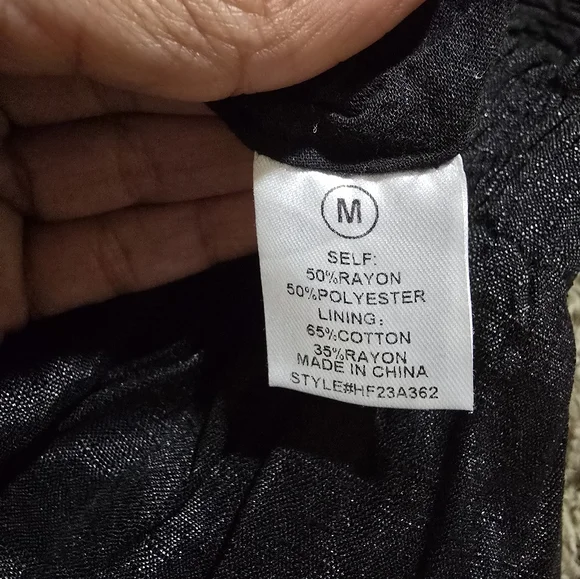 M
SELF:
50%RAYON
50%POLYESTER
LINING:
65%COTTON
35%RAYON
MADE IN CHINA
STYLE#HF23A362